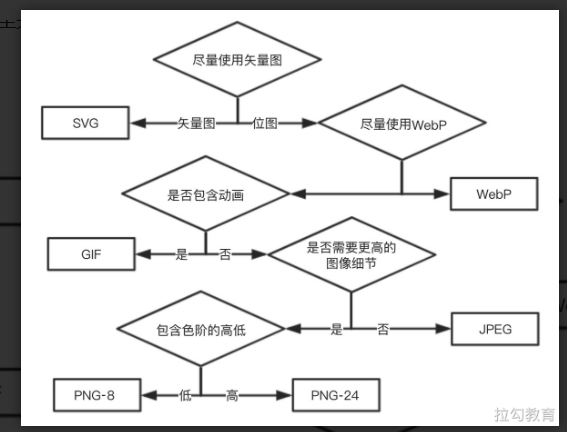 尽量使用矢量图
SVG
矢量图
位图
尽量使用WebP
是否包含动画
WebP
GIF
是
否
是否需要更高的
图像细节
包含色阶的高低
是
否
JPEG
PNG-8
低
高
PNG-24
拉勾教育